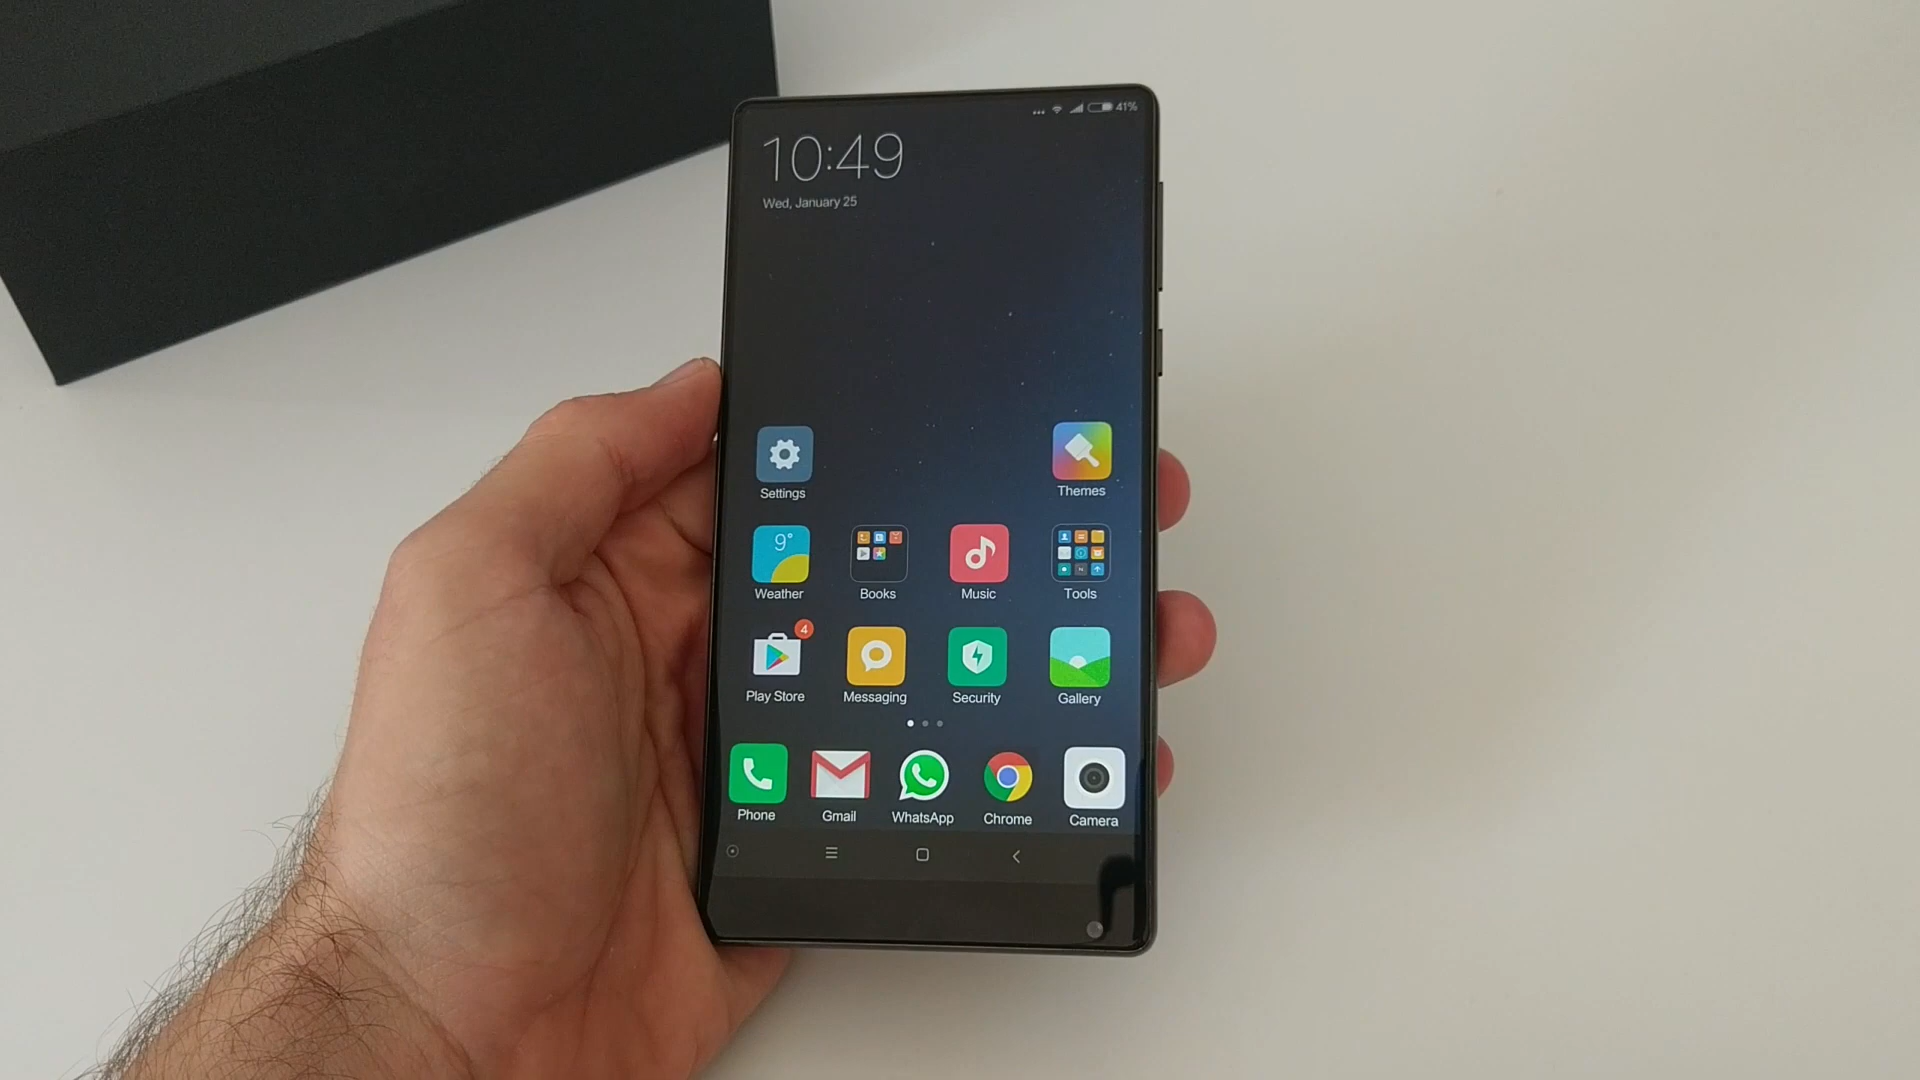 41%
10:49
Wed, January 25
Settings
Themes
9°
Weather
Books
Music
Tools
4
Play Store
Messaging
Security
Gallery
Phone
Gmail
WhatsApp
Chrome
Camera